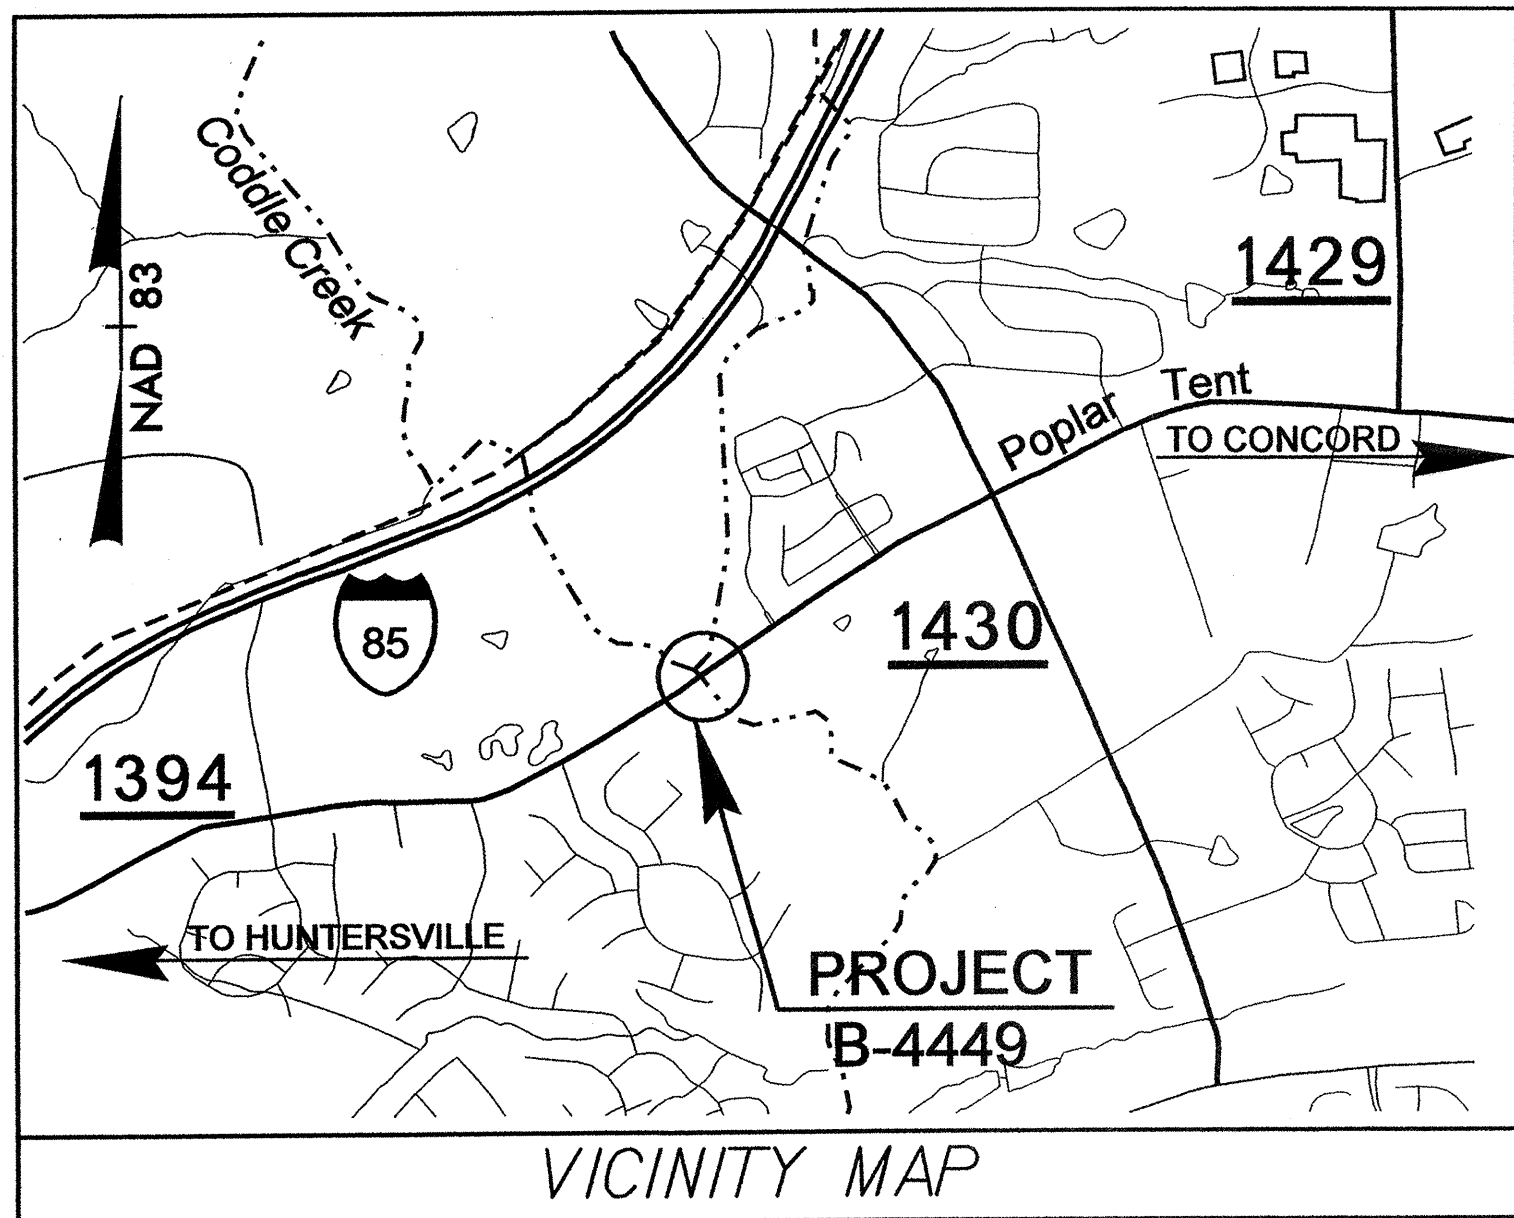 Coddle Creek
NAD 83
1429
Poplar Tent
TO CONCORD
1430
85
1394
TO HUNTERSVILLE
PROJECT
B-4449
VICINITY MAP